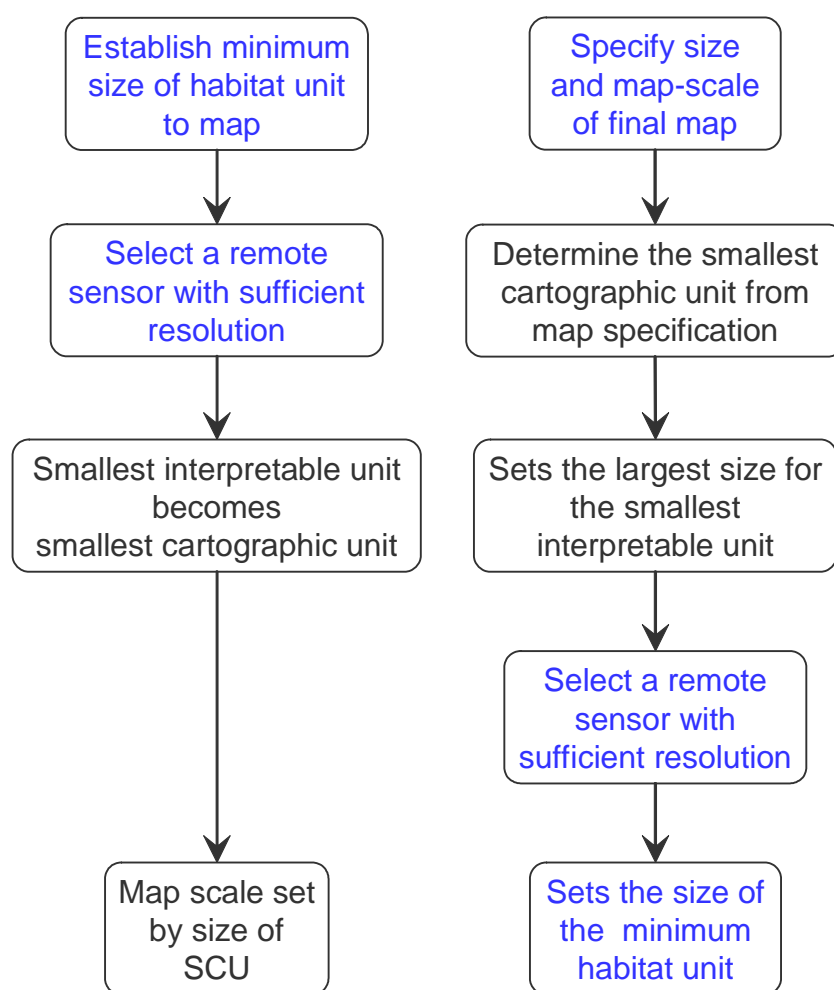 Establish minimum
size of habitat unit
to map
Select a remote
sensor with sufficient
resolution
Smallest interpretable unit
becomes
smallest cartographic unit
Map scale set
by size of
SCU
Specify size
and map-scale
of final map
Determine the smallest
cartographic unit from
map specification
Sets the largest size for
the smallest
interpretable unit
Select a remote
sensor with
sufficient resolution
Sets the size of
the minimum
habitat unit